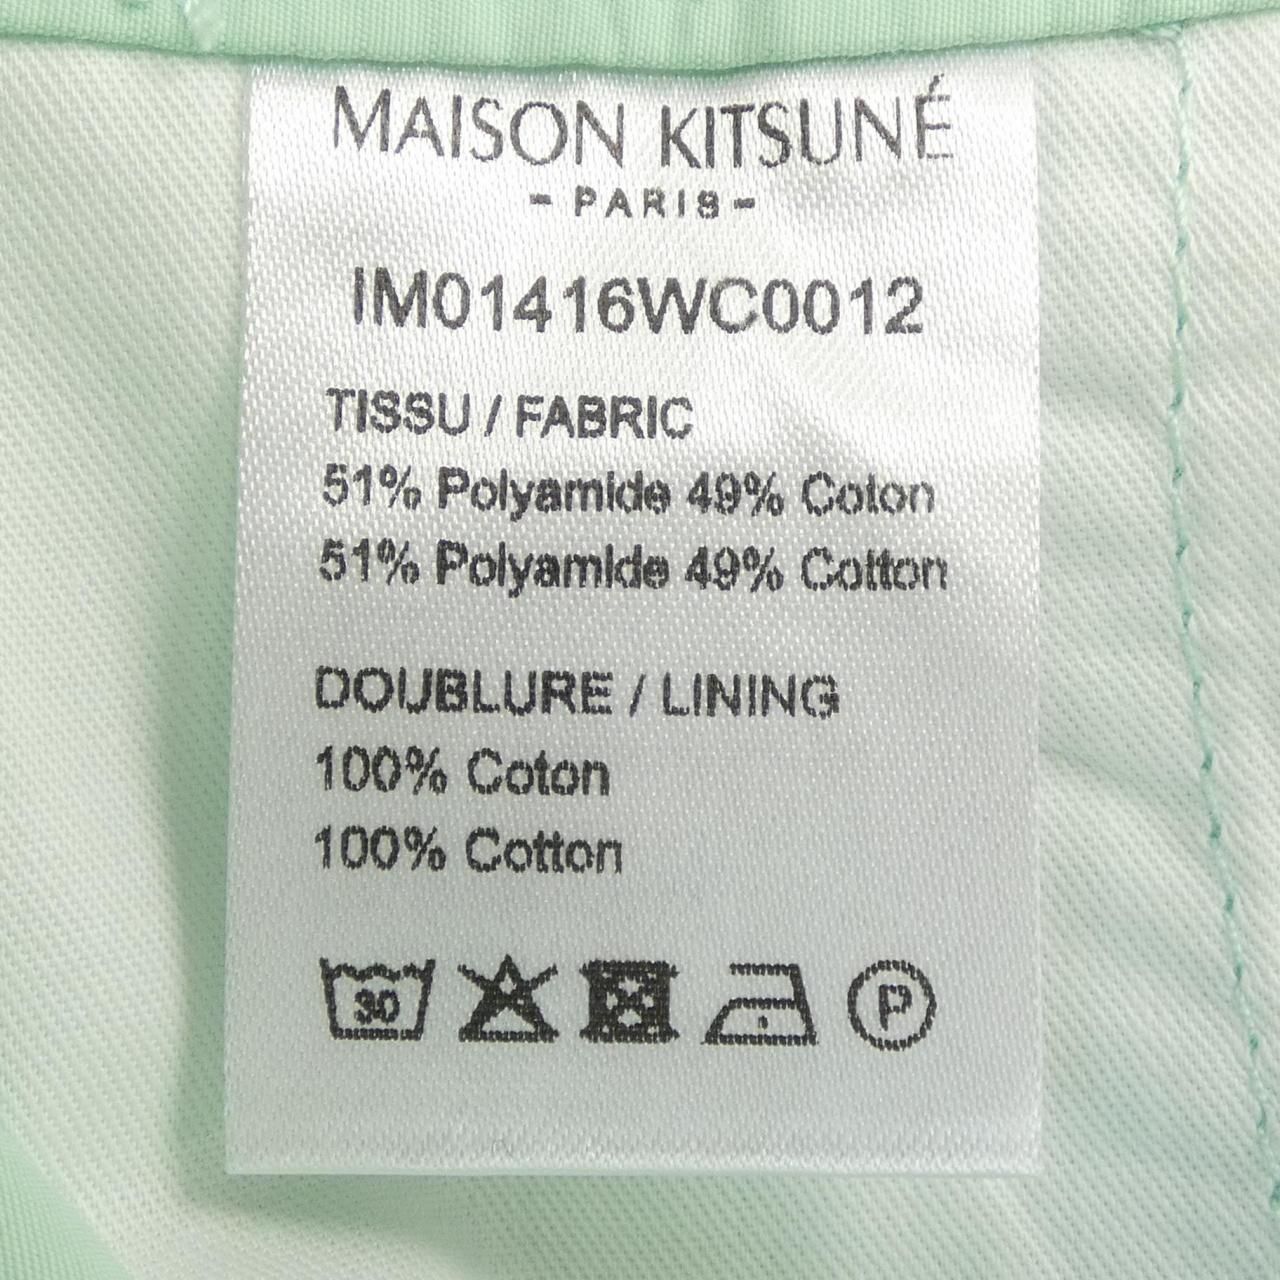 MAISON KITSUNÉ
- PARIS -
IM01416WC0012
TISSU / FABRIC
51% Polyamide 49% Coton
51% Polyamide 49% Cotton
DOUBLURE / LINING
100% Coton
100% Cotton
30 P